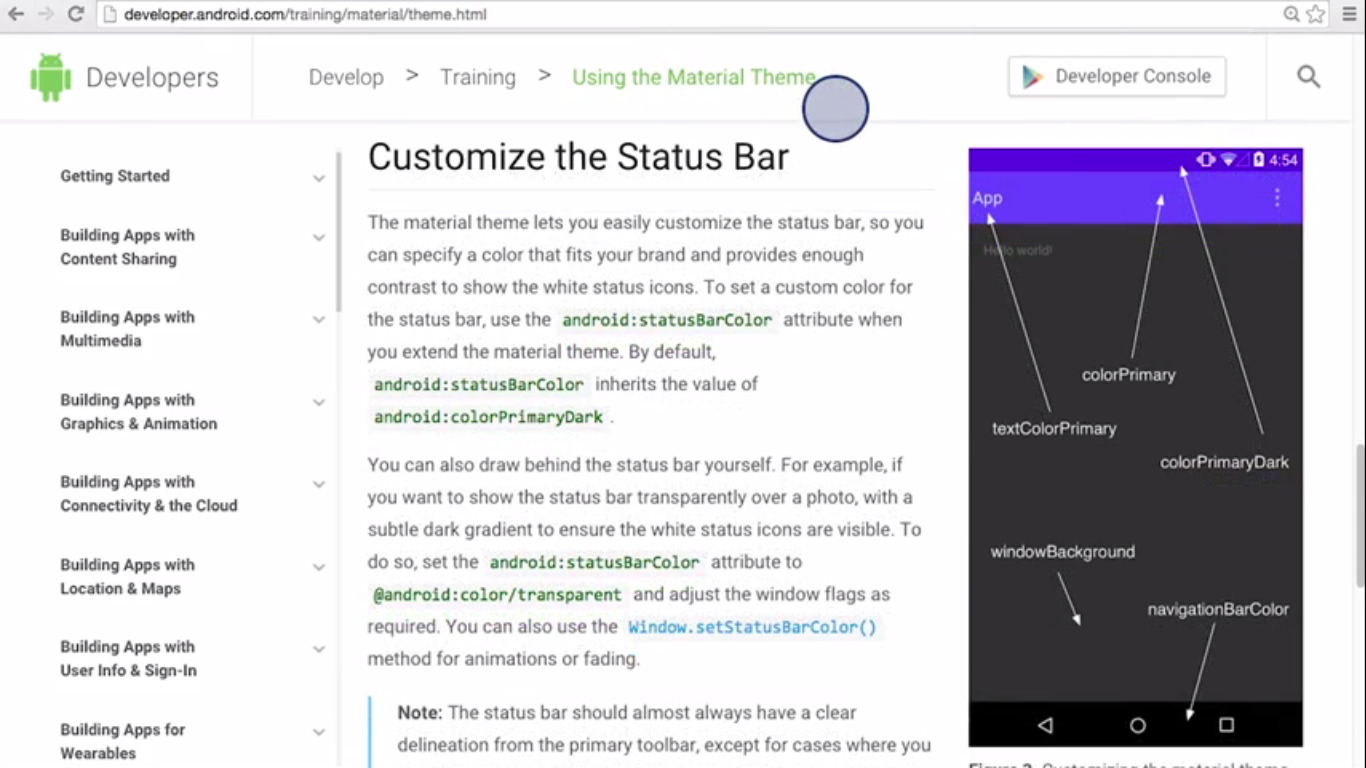 developer.android.com/training/material/theme.html
Developers
Develop > Training > Using the Material Theme
Developer Console
Getting Started
Building Apps with
Content Sharing
Building Apps with
Multimedia
Building Apps with
Graphics & Animation
Building Apps with
Connectivity & the Cloud
Building Apps with
Location & Maps
Building Apps with
User Info & Sign-In
Building Apps for
Wearables
Customize the Status Bar
The material theme lets you easily customize the status bar, so you
can specify a color that fits your brand and provides enough
contrast to show the white status icons. To set a custom color for
the status bar, use the android:statusBarColor attribute when
you extend the material theme. By default,
android:statusBarColor inherits the value of
android:colorPrimaryDark .
You can also draw behind the status bar yourself. For example, if
you want to show the status bar transparently over a photo, with a
subtle dark gradient to ensure the white status icons are visible. To
do so, set the android:statusBarColor attribute to
@android:color/transparent and adjust the window flags as
required. You can also use the Window.setStatusBarColor()
method for animations or fading.
Note: The status bar should almost always have a clear
delineation from the primary toolbar, except for cases where you
4:54
App
Hello world!
colorPrimary
textColorPrimary
colorPrimaryDark
windowBackground
navigationBarColor
Customizing the material theme